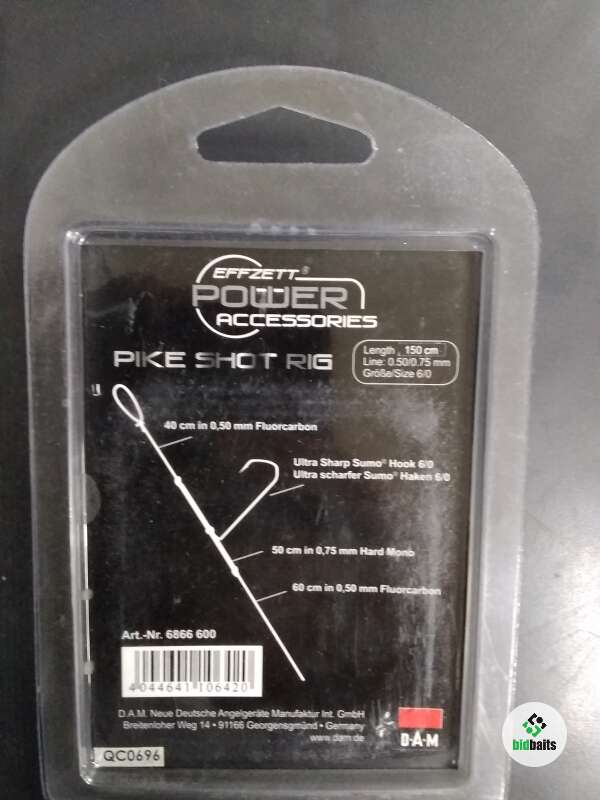 EFFZETT®
POWER
ACCESSORIES
PIKE SHOT RIG
Length 150 cm
Line: 0.50/0.75 mm
Größe/Size 6/0
40 cm in 0,50 mm Fluorcarbon
Ultra Sharp Sumo® Hook 6/0
Ultra scharfer Sumo® Haken 6/0
50 cm in 0,75 mm Hard Mono
60 cm in 0,50 mm Fluorcarbon
Art.-Nr. 6866 600
4 044641 106420
D.A.M. Neue Deutsche Angelgeräte Manufaktur Int. GmbH
Breitenloher Weg 14 • 91166 Georgensgmünd • Germany
www.dam.de
D·A·M
QC0696
bidbaits